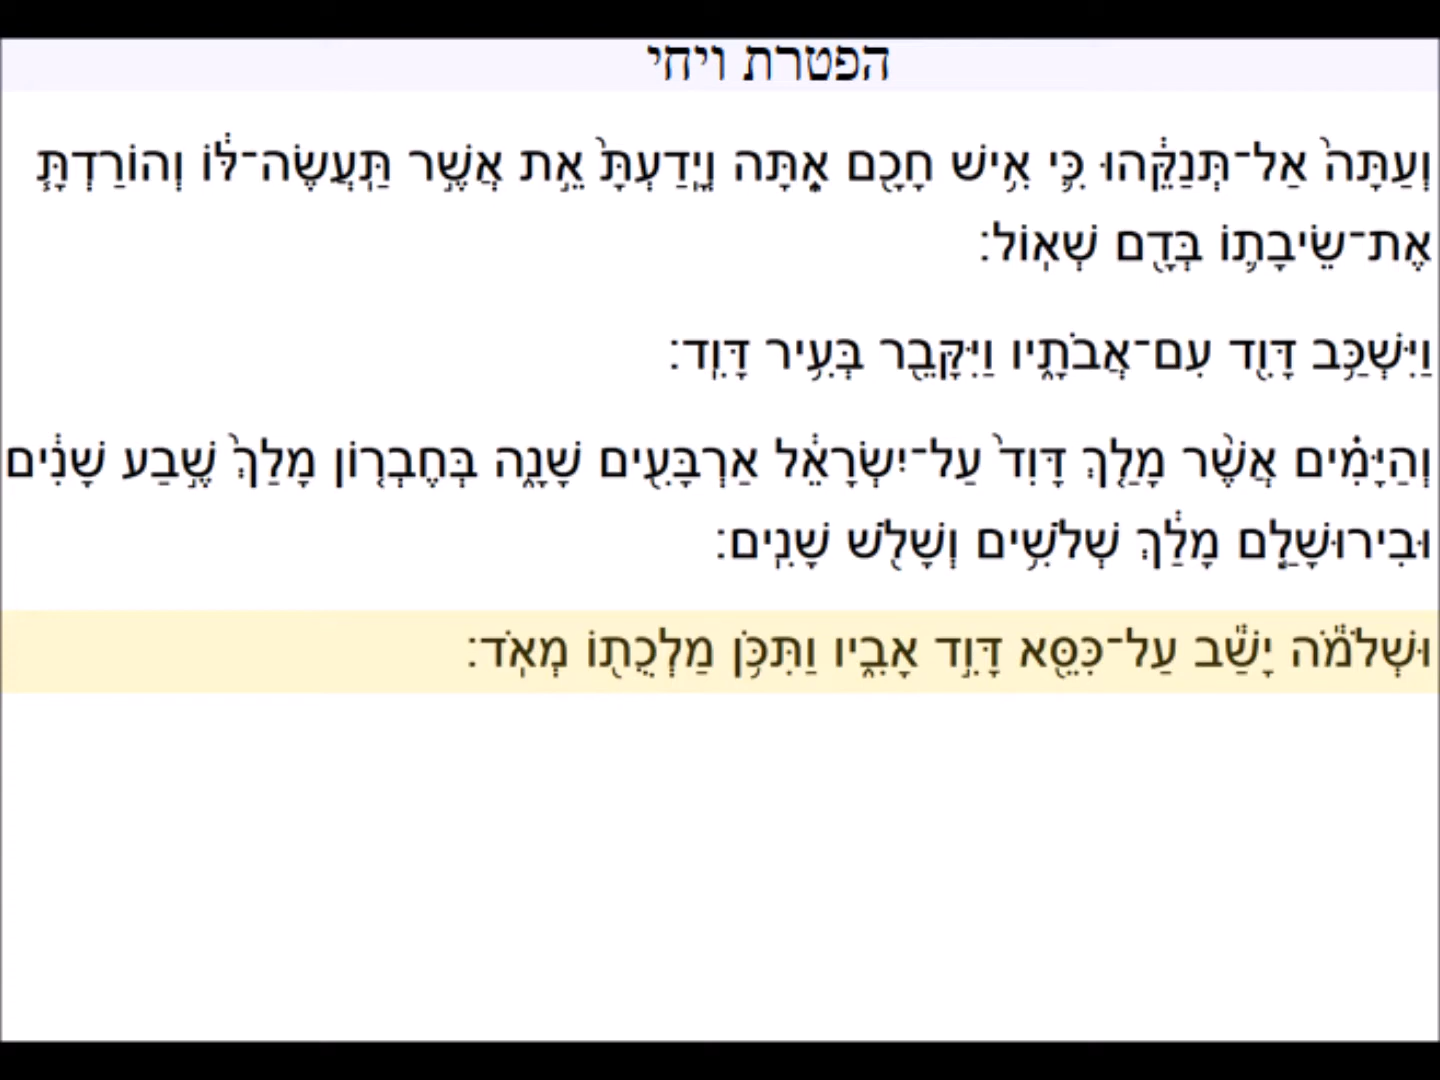 הפטרת ויחי
וְעַתָּה֙ אַל־תְּנַקֵּ֔הוּ כִּ֛י אִ֥ישׁ חָכָ֖ם אָ֑תָּה וְיָֽדַעְתָּ֙ אֵ֣ת אֲשֶׁ֣ר תַּֽעֲשֶׂה־לּ֔וֹ וְהוֹרַדְתָּ֧
אֶת־שֵׂיבָת֛וֹ בְּדָ֖ם שְׁאֽוֹל׃
וַיִּשְׁכַּ֥ב דָּוִ֖ד עִם־אֲבֹתָ֑יו וַיִּקָּבֵ֖ר בְּעִ֥יר דָּוִֽד׃
וְהַיָּמִ֗ים אֲשֶׁ֨ר מָלַ֤ךְ דָּוִד֙ עַל־יִשְׂרָאֵ֔ל אַרְבָּעִ֖ים שָׁנָ֑ה בְּחֶבְר֤וֹן מָלַךְ֙ שֶׁ֣בַע שָׁנִ֔ים
וּבִירוּשָׁלִַ֣ם מָלַ֔ךְ שְׁלֹשִׁ֥ים וְשָׁלֹ֖שׁ שָׁנִֽים׃
וּשְׁלֹמֹ֕ה יָשַׁ֕ב עַל־כִּסֵּ֖א דָּוִ֣ד אָבִ֑יו וַתִּכֹּ֥ן מַלְכֻת֖וֹ מְאֹֽד׃